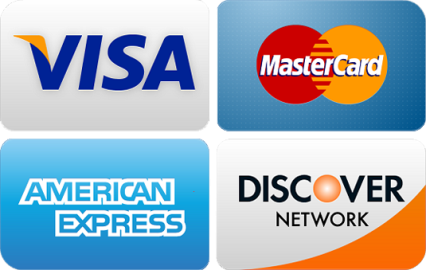 VISA
MasterCard
AMERICAN
EXPRESS
DISCOVER
NETWORK